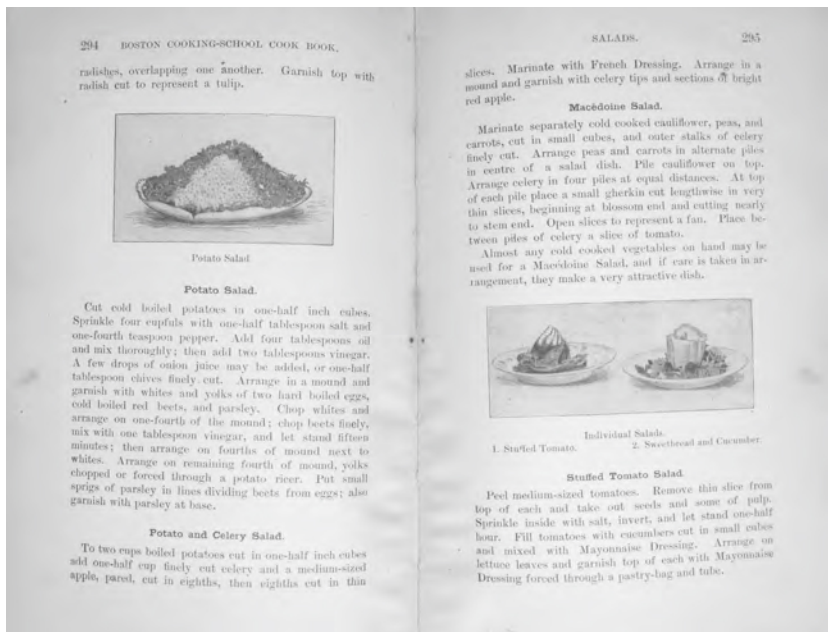 294 BOSTON COOKING-SCHOOL COOK BOOK.
radishes, overlapping one another. Garnish top with
radish cut to represent a tulip.
Potato Salad
Potato Salad.
Cut cold boiled potatoes in one-half inch cubes.
Sprinkle four cupfuls with one-half tablespoon salt and
one-fourth teaspoon pepper. Add four tablespoons oil
and mix thoroughly; then add two tablespoons vinegar.
A few drops of onion juice may be added, or one-half
tablespoon chives finely cut. Arrange in a mound and
garnish with whites and yolks of two hard boiled eggs,
cold boiled red beets, and parsley. Chop whites and
arrange on one-fourth of the mound; chop beets finely,
mix with one tablespoon vinegar, and let stand fifteen
minutes; then arrange on fourths of mound next to
whites. Arrange on remaining fourth of mound, yolks
chopped or forced through a potato ricer. Put small
sprigs of parsley in lines dividing beets from eggs; also
garnish with parsley at base.
Potato and Celery Salad.
To two cups boiled potatoes cut in one-half inch cubes
add one-half cup finely cut celery and a medium-sized
apple, pared, cut in eighths, then eighths cut in thin
SALADS. 295
slices. Marinate with French Dressing. Arrange in a
mound and garnish with celery tips and sections of bright
red apple.
Macédoine Salad.
Marinate separately cold cooked cauliflower, peas, and
carrots, cut in small cubes, and outer stalks of celery
finely cut. Arrange peas and carrots in alternate piles
in centre of a salad dish. Pile cauliflower on top.
Arrange celery in four piles at equal distances. At top
of each pile place a small gherkin cut lengthwise in very
thin slices, beginning at blossom end and cutting nearly
to stem end. Open slices to represent a fan. Place be-
tween piles of celery a slice of tomato.
Almost any cold cooked vegetables on hand may be
used for a Macédoine Salad, and if care is taken in ar-
rangement, they make a very attractive dish.
Individual Salads.
1. Stuffed Tomato. 2. Sweetbread and Cucumber.
Stuffed Tomato Salad.
Peel medium-sized tomatoes. Remove thin slice from
top of each and take out seeds and some of pulp.
Sprinkle inside with salt, invert, and let stand one-half
hour. Fill tomatoes with cucumbers cut in small cubes
and mixed with Mayonnaise Dressing. Arrange on
lettuce leaves and garnish top of each with Mayonnaise
Dressing forced through a pastry-bag and tube.